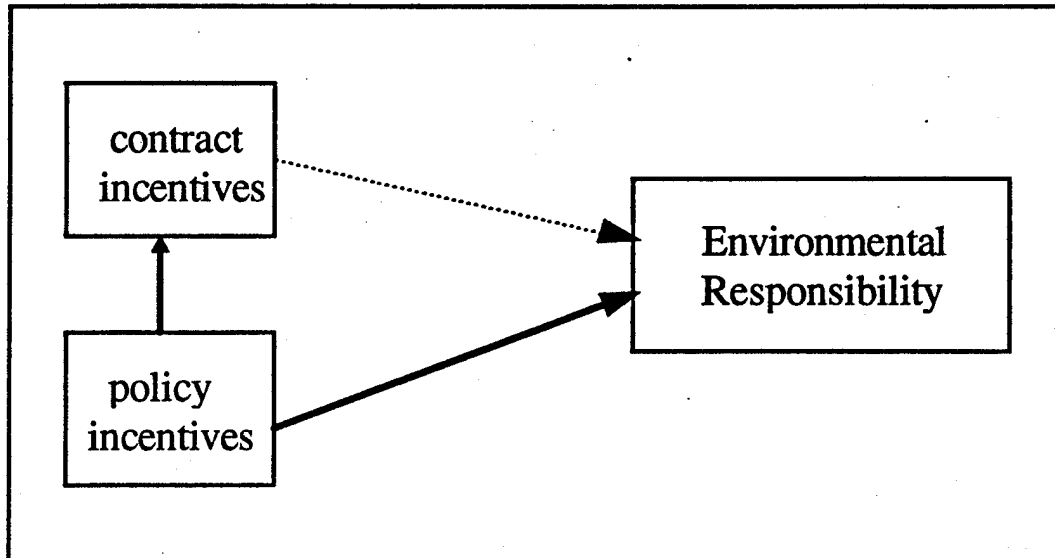 contract
incentives
Environmental
Responsibility
policy
incentives